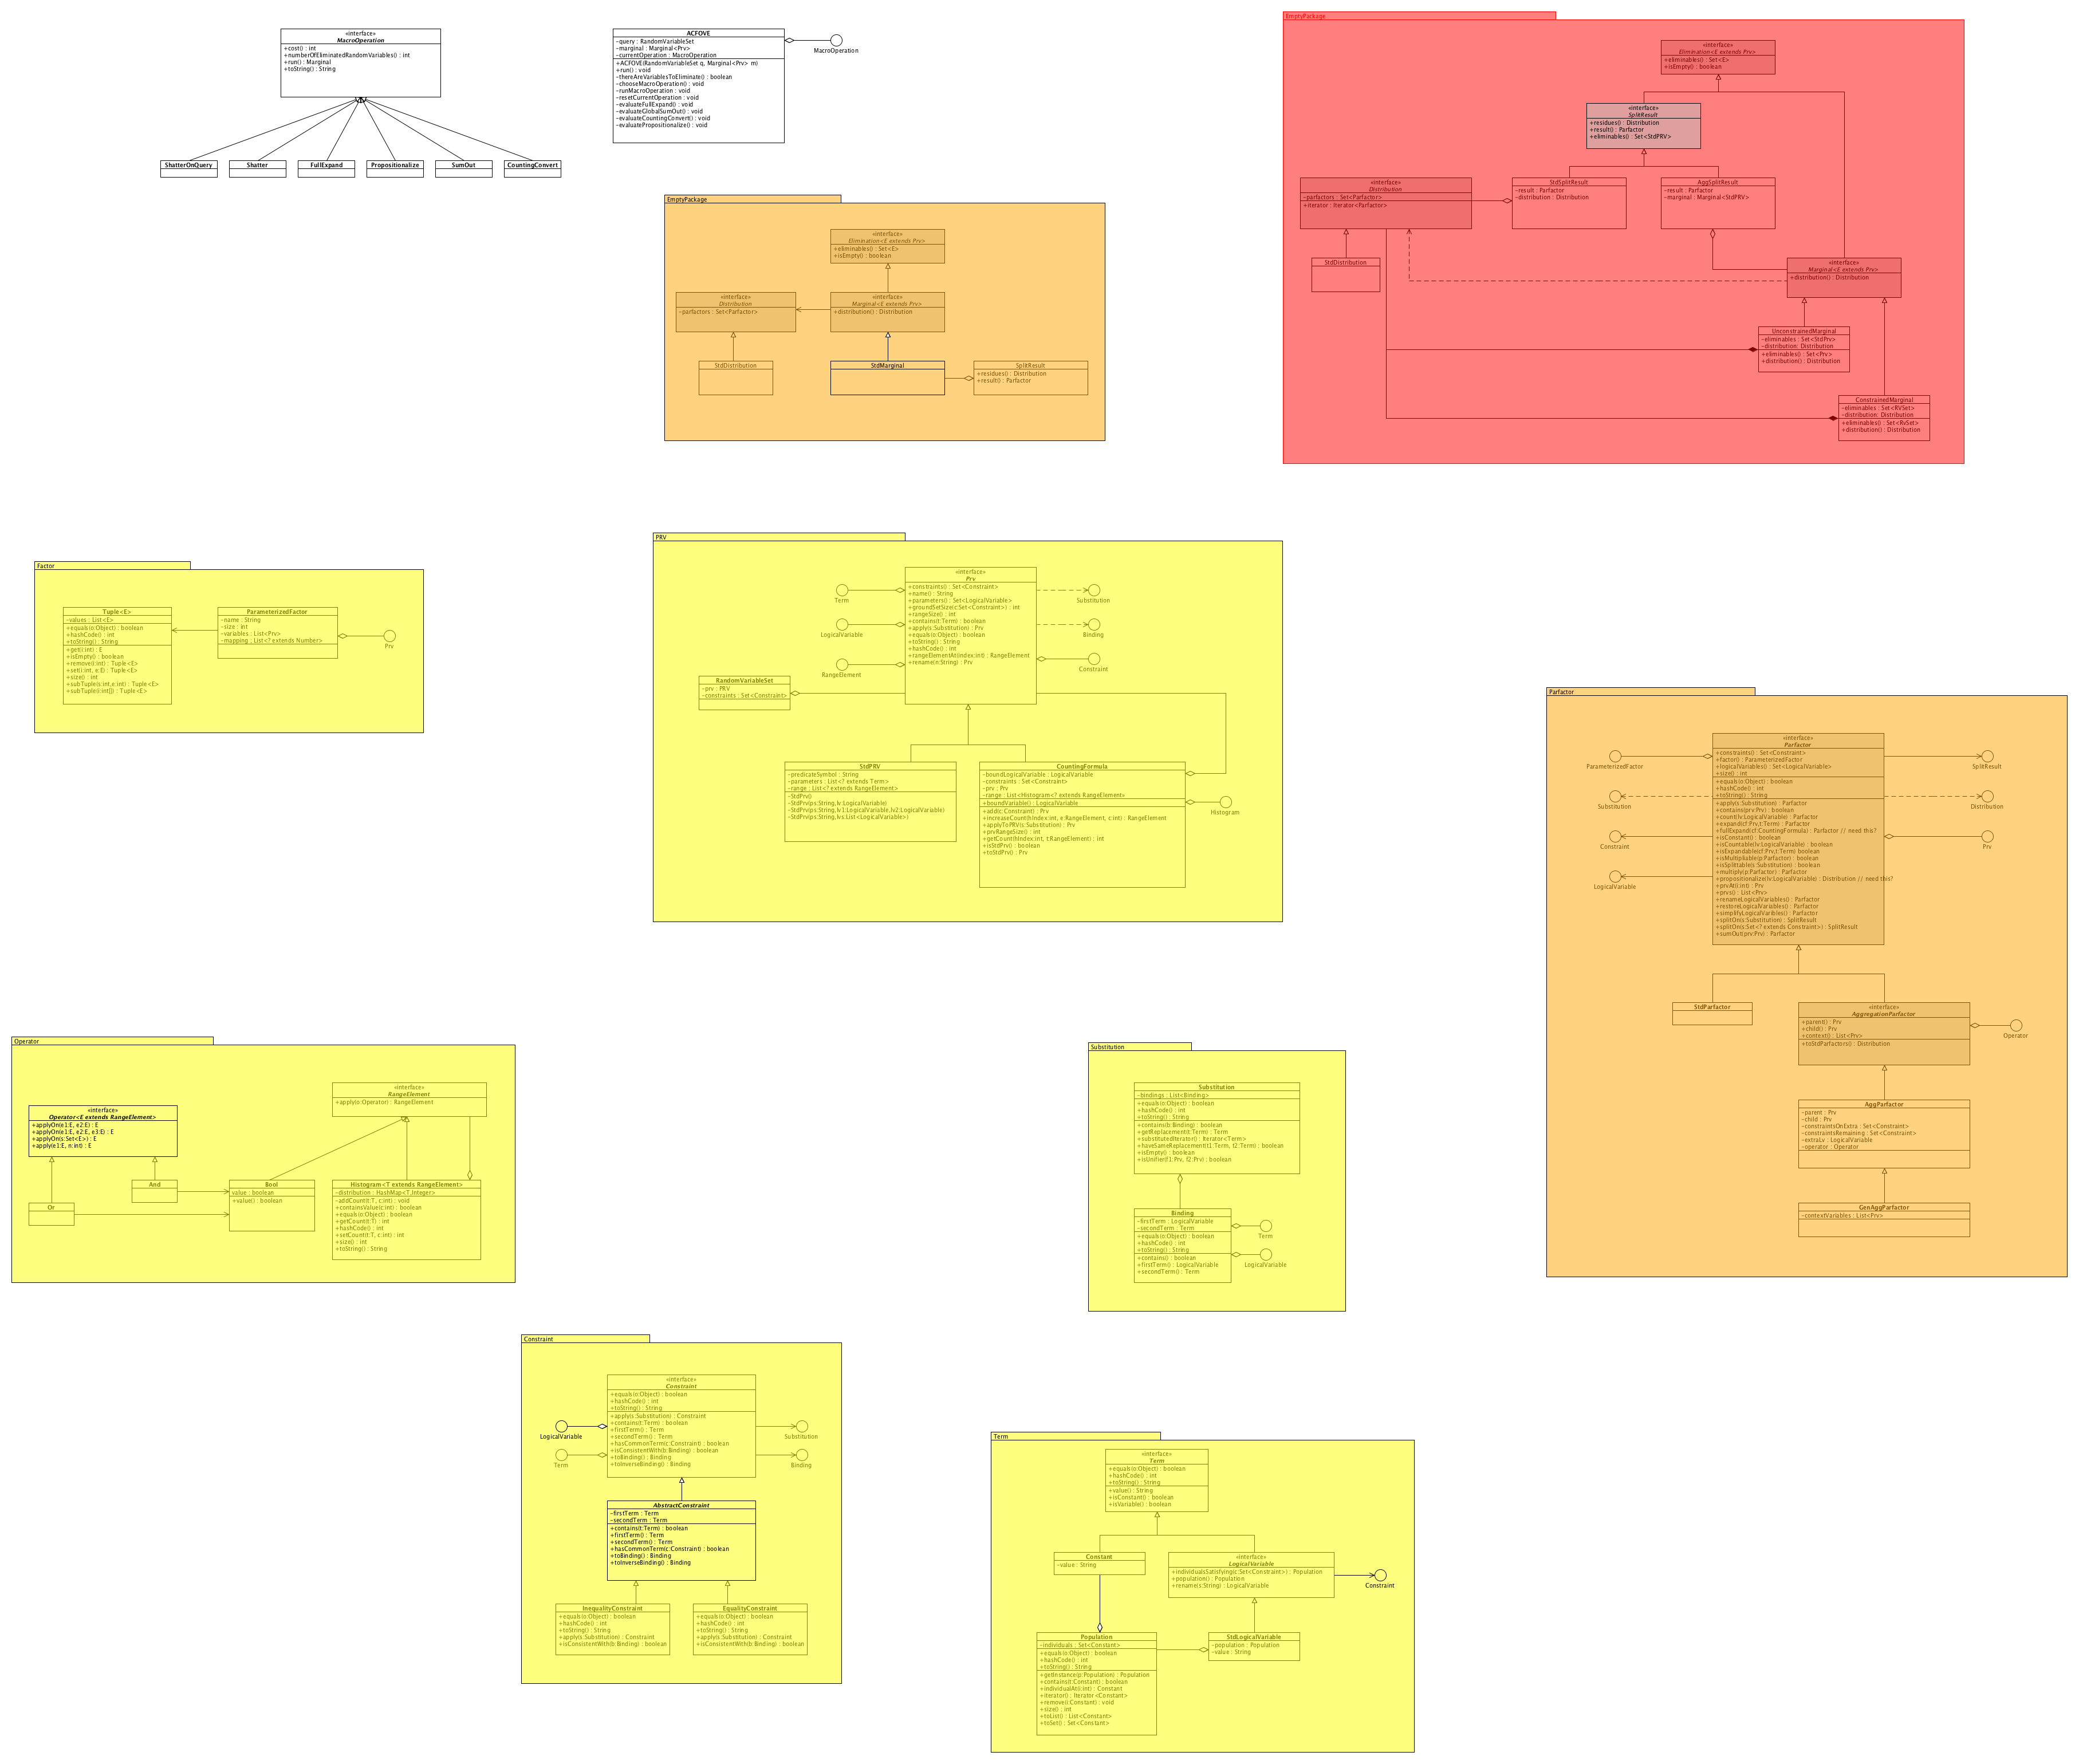 «interface»
MacroOperation
+cost() : int
+numberOfEliminatedRandomVariables() : int
+run() : Marginal
+toString() : String
ShatterOnQuery
Shatter
FullExpand
Propositionalize
SumOut
CountingConvert
ACFOVE
-query : RandomVariableSet
-marginal : Marginal<Prv>
-currentOperation : MacroOperation
+ACFOVE(RandomVariableSet q, Marginal<Prv> m)
+run() : void
-thereAreVariablesToEliminate() : boolean
-chooseMacroOperation() : void
-runMacroOperation : void
-resetCurrentOperation : void
-evaluateFullExpand() : void
-evaluateGlobalSumOut() : void
-evaluateCountingConvert() : void
-evaluatePropositionalize() : void
MacroOperation
EmptyPackage
«interface»
Elimination<E extends Prv>
+eliminables() : Set<E>
+isEmpty() : boolean
«interface»
SplitResult
+residues() : Distribution
+result() : Parfactor
+eliminables() : Set<StdPRV>
«interface»
Distribution
-parfactors : Set<Parfactor>
+iterator : Iterator<Parfactor>
StdSplitResult
-result : Parfactor
-distribution : Distribution
AggSplitResult
-result : Parfactor
-marginal : Marginal<StdPRV>
StdDistribution
«interface»
Marginal<E extends Prv>
+distribution() : Distribution
UnconstrainedMarginal
-eliminables : Set<StdPrv>
-distribution: Distribution
+eliminables() : Set<Prv>
+distribution() : Distribution
ConstrainedMarginal
-eliminables : Set<RVSet>
-distribution: Distribution
+eliminables() : Set<RvSet>
+distribution() : Distribution
EmptyPackage
«interface»
Elimination<E extends Prv>
+eliminables() : Set<E>
+isEmpty() : boolean
«interface»
Distribution
-parfactors : Set<Parfactor>
«interface»
Marginal<E extends Prv>
+distribution() : Distribution
StdDistribution
StdMarginal
SplitResult
+residues() : Distribution
+result() : Parfactor
Factor
Tuple<E>
-values : List<E>
+equals(o:Object) : boolean
+hashCode() : int
+toString() : String
+get(i:int) : E
+isEmpty() : boolean
+remove(i:int) : Tuple<E>
+set(i:int, e:E) : Tuple<E>
+size() : int
+subTuple(s:int,e:int) : Tuple<E>
+subTuple(i:int[]) : Tuple<E>
ParameterizedFactor
-name : String
-size : int
-variables : List<Prv>
-mapping : List<? extends Number>
Prv
PRV
«interface»
Prv
+constraints() : Set<Constraint>
+name() : String
+parameters() : Set<LogicalVariable>
+groundSetSize(c:Set<Constraint>) : int
+rangeSize() : int
+contains(t:Term) : boolean
+apply(s:Substitution) : Prv
+equals(o:Object) : boolean
+toString() : String
+hashCode() : int
+rangeElementAt(index:int) : RangeElement
+rename(n:String) : Prv
Term
LogicalVariable
RangeElement
Substitution
Binding
Constraint
RandomVariableSet
-prv : PRV
-constraints : Set<Constraint>
StdPRV
-predicateSymbol : String
-parameters : List<? extends Term>
-range : List<? extends RangeElement>
-StdPrv()
-StdPrv(ps:String,lv:LogicalVariable)
-StdPrv(ps:String,lv1:LogicalVariable,lv2:LogicalVariable)
-StdPrv(ps:String,lvs:List<LogicalVariable>)
CountingFormula
-boundLogicalVariable : LogicalVariable
-constraints : Set<Constraint>
-prv : Prv
-range : List<Histogram<? extends RangeElement>
+boundVariable() : LogicalVariable
+add(c:Constraint) : Prv
+increaseCount(hIndex:int, e:RangeElement, c:int) : RangeElement
+applyToPRV(s:Substitution) : Prv
+prvRangeSize() : int
+getCount(hIndex:int, t:RangeElement) : int
+isStdPrv() : boolean
+toStdPrv() : Prv
Histogram
Parfactor
«interface»
Parfactor
+constraints() : Set<Constraint>
+factor() : ParameterizedFactor
+logicalVariables() : Set<LogicalVariable>
+size() : int
+equals(o:Object) : boolean
+hashCode() : int
+toString() : String
+apply(s:Substitution) : Parfactor
+contains(prv:Prv) : boolean
+count(lv:LogicalVariable) : Parfactor
+expand(cf:Prv,t:Term) : Parfactor
+fullExpand(cf:CountingFormula) : Parfactor // need this?
+isConstant() : boolean
+isCountable(lv:LogicalVariable) : boolean
+isExpandable(cf:Prv,t:Term) boolean
+isMultipliable(p:Parfactor) : boolean
+isSplittable(s:Substitution) : boolean
+multiply(p:Parfactor) : Parfactor
+propositionalize(lv:LogicalVariable) : Distribution // need this?
+prvAt(i:int) : Prv
+prvs() : List<Prv>
+renameLogicalVariables() : Parfactor
+restoreLogicalVariables() : Parfactor
+simplifyLogicalVaribles() : Parfactor
+splitOn(s:Substitution) : SplitResult
+splitOn(s:Set<? extends Constraint>) : SplitResult
+sumOut(prv:Prv) : Parfactor
ParameterizedFactor
Substitution
Constraint
LogicalVariable
SplitResult
Distribution
Prv
StdParfactor
«interface»
AggregationParfactor
+parent() : Prv
+child() : Prv
+context() : List<Prv>
+toStdParfactors() : Distribution
Operator
AggParfactor
-parent : Prv
-child : Prv
-constraintsOnExtra : Set<Constraint>
-constraintsRemaining : Set<Constraint>
-extraLv : LogicalVariable
-operator : Operator
GenAggParfactor
-contextVariables : List<Prv>
Operator
«interface»
Operator<E extends RangeElement>
+applyOn(e1:E, e2:E) : E
+applyOn(e1:E, e2:E, e3:E) : E
+applyOn(s:Set<E>) : E
+apply(e1:E, n:int) : E
«interface»
RangeElement
+apply(o:Operator) : RangeElement
And
Or
Bool
value : boolean
+value() : boolean
Histogram<T extends RangeElement>
-distribution : HashMap<T,Integer>
-addCount(t:T, c:int) : void
+containsValue(c:int) : boolean
+equals(o:Object) : boolean
+getCount(t:T) : int
+hashCode() : int
+setCount(t:T, c:int) : int
+size() : int
+toString() : String
Substitution
Substitution
-bindings : List<Binding>
+equals(o:Object) : boolean
+hashCode() : int
+toString() : String
+contains(b:Binding) : boolean
+getReplacement(t:Term) : Term
+substitutedIterator() : Iterator<Term>
+haveSameReplacement(t1:Term, t2:Term) : boolean
+isEmpty() : boolean
+isUnifier(f1:Prv, f2:Prv) : boolean
Binding
-firstTerm : LogicalVariable
-secondTerm : Term
+equals(o:Object) : boolean
+hashCode() : int
+toString() : String
+contains() : boolean
+firstTerm() : LogicalVariable
+secondTerm() : Term
Term
LogicalVariable
Constraint
«interface»
Constraint
+equals(o:Object) : boolean
+hashCode() : int
+toString() : String
+apply(s:Substitution) : Constraint
+contains(t:Term) : boolean
+firstTerm() : Term
+secondTerm() : Term
+hasCommonTerm(c:Constraint) : boolean
+isConsistentWith(b:Binding) : boolean
+toBinding() : Binding
+toInverseBinding() : Binding
LogicalVariable
Term
Substitution
Binding
AbstractConstraint
-firstTerm : Term
-secondTerm : Term
+contains(t:Term) : boolean
+firstTerm() : Term
+secondTerm() : Term
+hasCommonTerm(c:Constraint) : boolean
+toBinding() : Binding
+toInverseBinding() : Binding
InequalityConstraint
+equals(o:Object) : boolean
+hashCode() : int
+toString() : String
+apply(s:Substitution) : Constraint
+isConsistentWith(b:Binding) : boolean
EqualityConstraint
+equals(o:Object) : boolean
+hashCode() : int
+toString() : String
+apply(s:Substitution) : Constraint
+isConsistentWith(b:Binding) : boolean
Term
«interface»
Term
+equals(o:Object) : boolean
+hashCode() : int
+toString() : String
+value() : String
+isConstant() : boolean
+isVariable() : boolean
Constant
-value : String
«interface»
LogicalVariable
+individualsSatisfying(c:Set<Constraint>) : Population
+population() : Population
+rename(s:String) : LogicalVariable
Constraint
Population
-individuals : Set<Constant>
+equals(o:Object) : boolean
+hashCode() : int
+toString() : String
+getInstance(p:Population) : Population
+contains(t:Constant) : boolean
+individualAt(i:int) : Constant
+iterator() : Iterator<Constant>
+remove(i:Constant) : void
+size() : int
+toList() : List<Constant>
+toSet() : Set<Constant>
StdLogicalVariable
-population : Population
-value : String